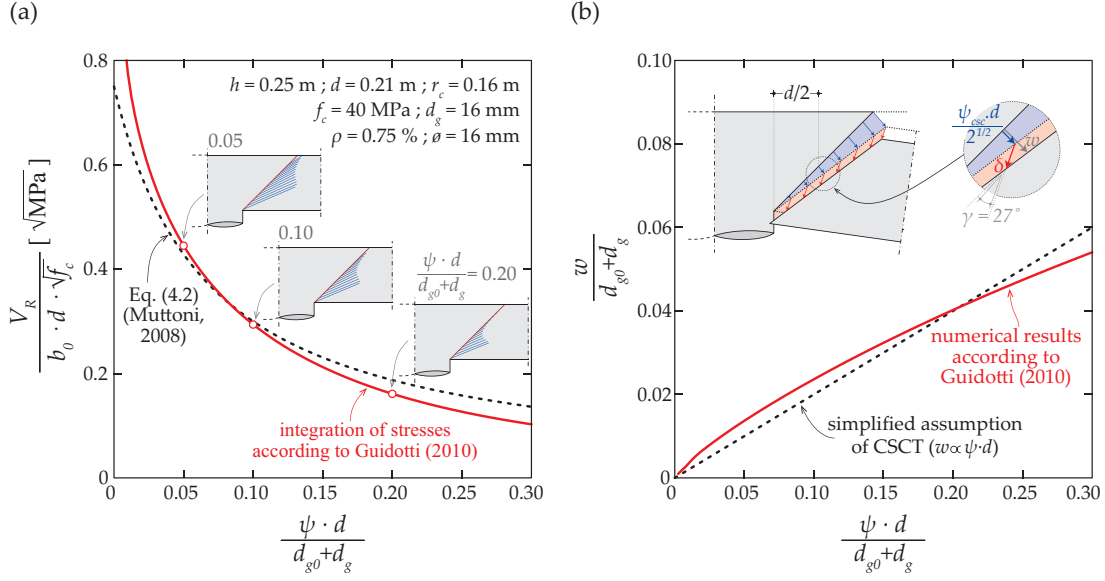 (a)
0.8
0.6
0.4
0.2
0
0
0.05
0.10
0.15
0.20
0.25
0.30
V_R
b_0 · d · √f_c
[ √MPa ]
ψ · d
d_g0+d_g
h = 0.25 m ; d = 0.21 m ; r_c = 0.16 m
f_c = 40 MPa ; d_g = 16 mm
ρ = 0.75 % ; ø = 16 mm
0.05
0.10
ψ · d
d_g0+d_g
= 0.20
Eq. (4.2)
(Muttoni,
2008)
integration of stresses
according to Guidotti (2010)
(b)
0.10
0.08
0.06
0.04
0.02
0
0
0.05
0.10
0.15
0.20
0.25
0.30
w
d_g0+d_g
ψ · d
d_g0+d_g
d/2
ψ_csc.d
2^1/2
w
δ
γ = 27°
numerical results
according to
Guidotti (2010)
simplified assumption
of CSCT (w∝ψ·d)